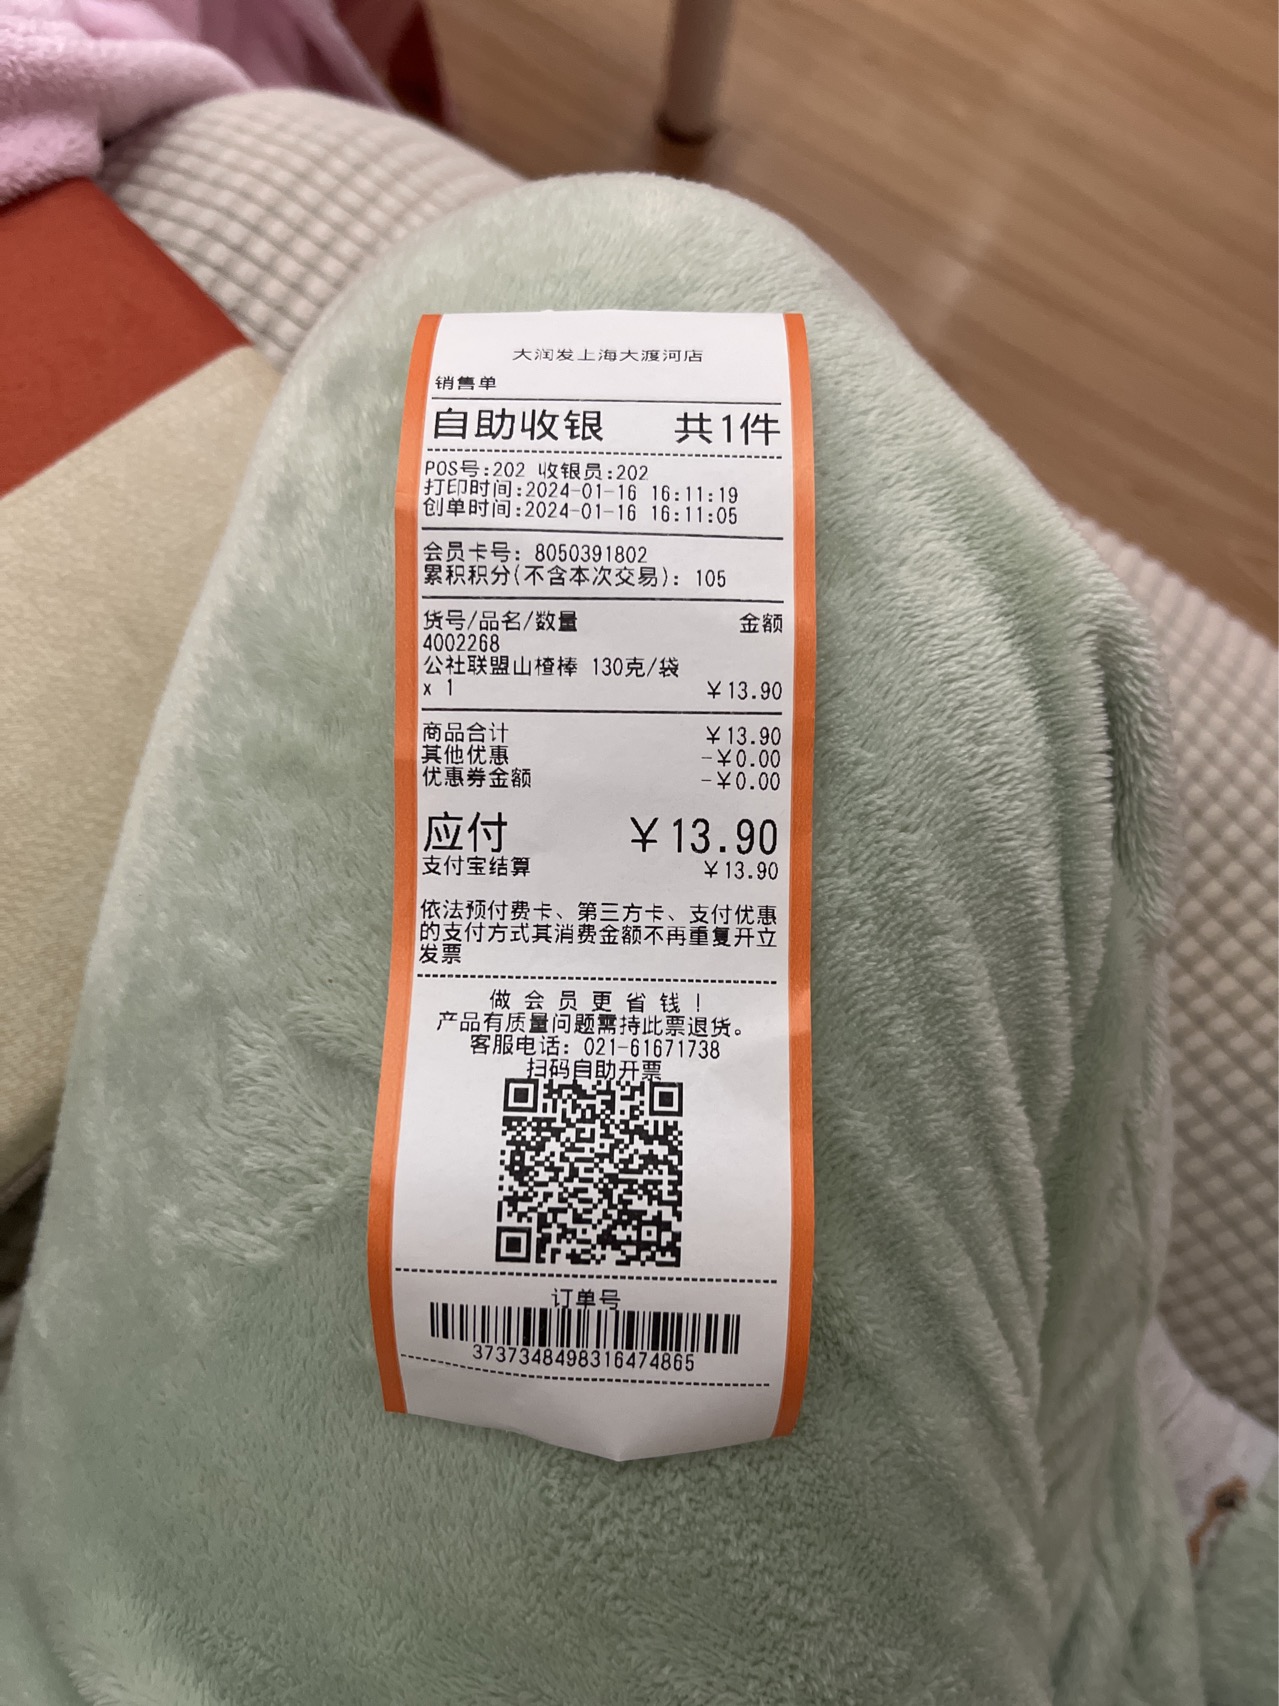 大润发上海大渡河店
销售单
自助收银 共1件
POS号:202 收银员:202
打印时间:2024-01-16 16:11:19
创单时间:2024-01-16 16:11:05
会员卡号: 8050391802
累积积分(不含本次交易): 105
货号/品名/数量 金额
4002268
公社联盟山楂棒 130克/袋
x 1 ¥13.90
商品合计 ¥13.90
其他优惠 -¥0.00
优惠券金额 -¥0.00
应付 ¥13.90
支付宝结算 ¥13.90
依法预付费卡、第三方卡、支付优惠
的支付方式其消费金额不再重复开立
发票
做会员更省钱!
产品有质量问题需持此票退货。
客服电话: 021-61671738
扫码自助开票
订单号
3737348498316474865